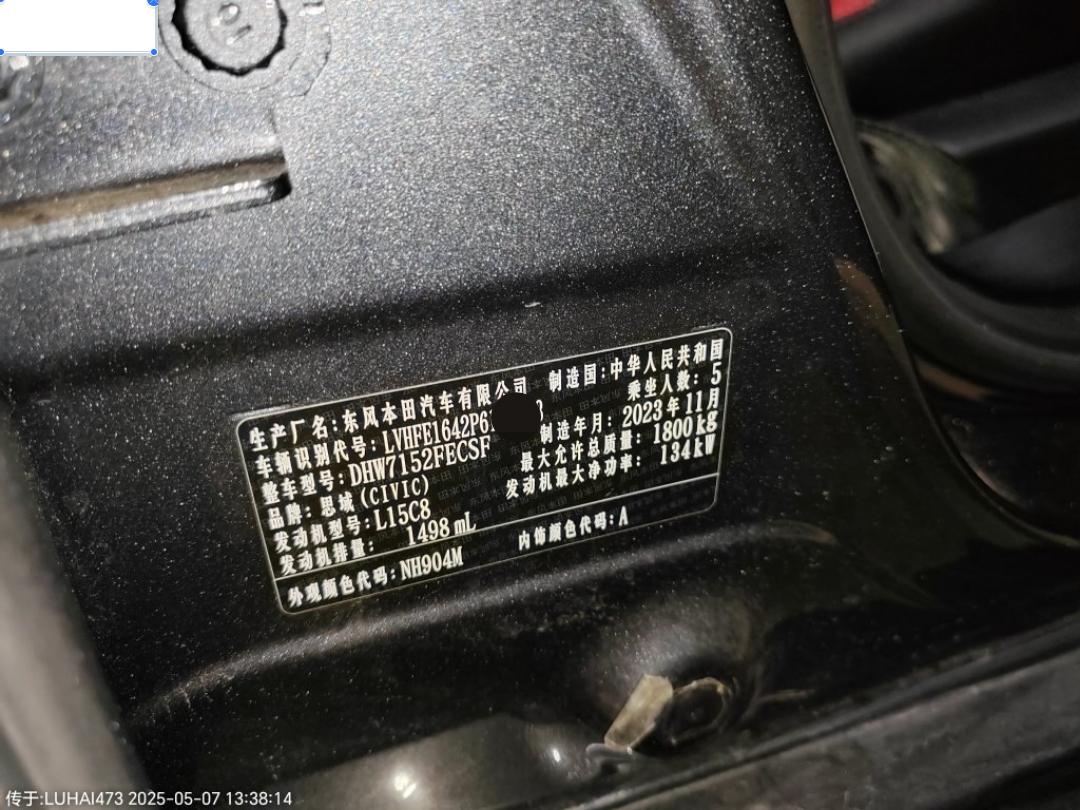 生产厂名:东风本田汽车有限公司 制造国:中华人民共和国
车辆识别代号:LVHFE1642P6 3 乘坐人数: 5
整车型号:DHW7152FECSF 制造年月: 2023年11月
品牌:思域(CIVIC) 最大允许总质量: 1800kg
发动机型号:L15C8 发动机最大净功率: 134kW
发动机排量: 1498mL
外观颜色代码:NH904M 内饰颜色代码:A
传于:LUHAI473 2025-05-07 13:38:14